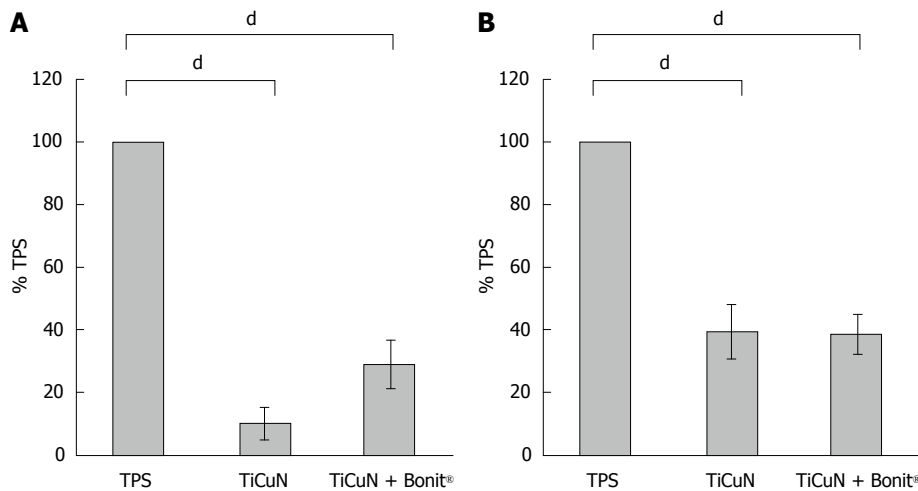 A
d
d
120
100
80
60
40
20
0
% TPS
TPS TiCuN TiCuN + Bonit®
B
d
d
120
100
80
60
40
20
0
% TPS
TPS TiCuN TiCuN + Bonit®